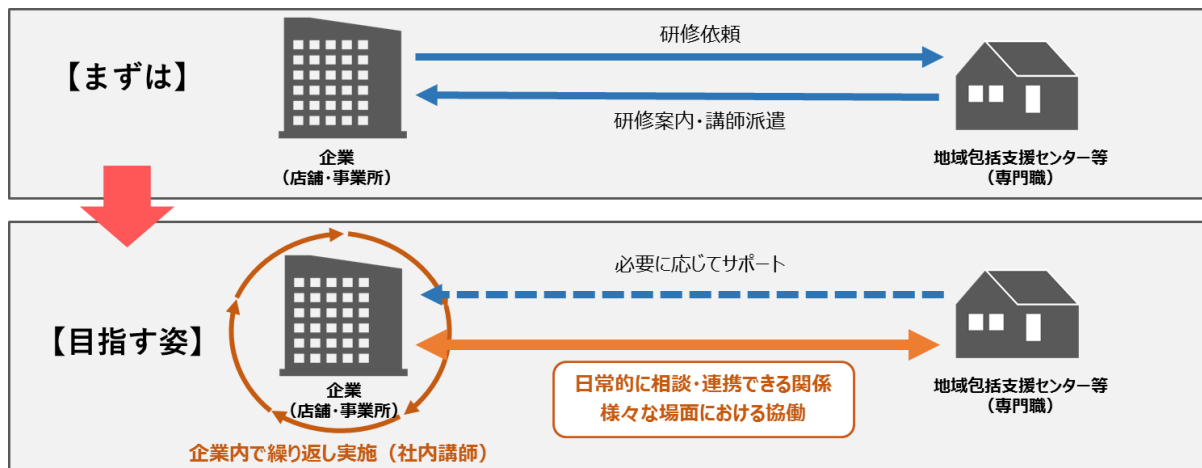 研修依頼
【まずは】
研修案内・講師派遣
企業
（店舗・事業所）
地域包括支援センター等
（専門職）
必要に応じてサポート
【目指す姿】
日常的に相談・連携できる関係
様々な場面における協働
企業
（店舗・事業所）
地域包括支援センター等
（専門職）
企業内で繰り返し実施（社内講師）